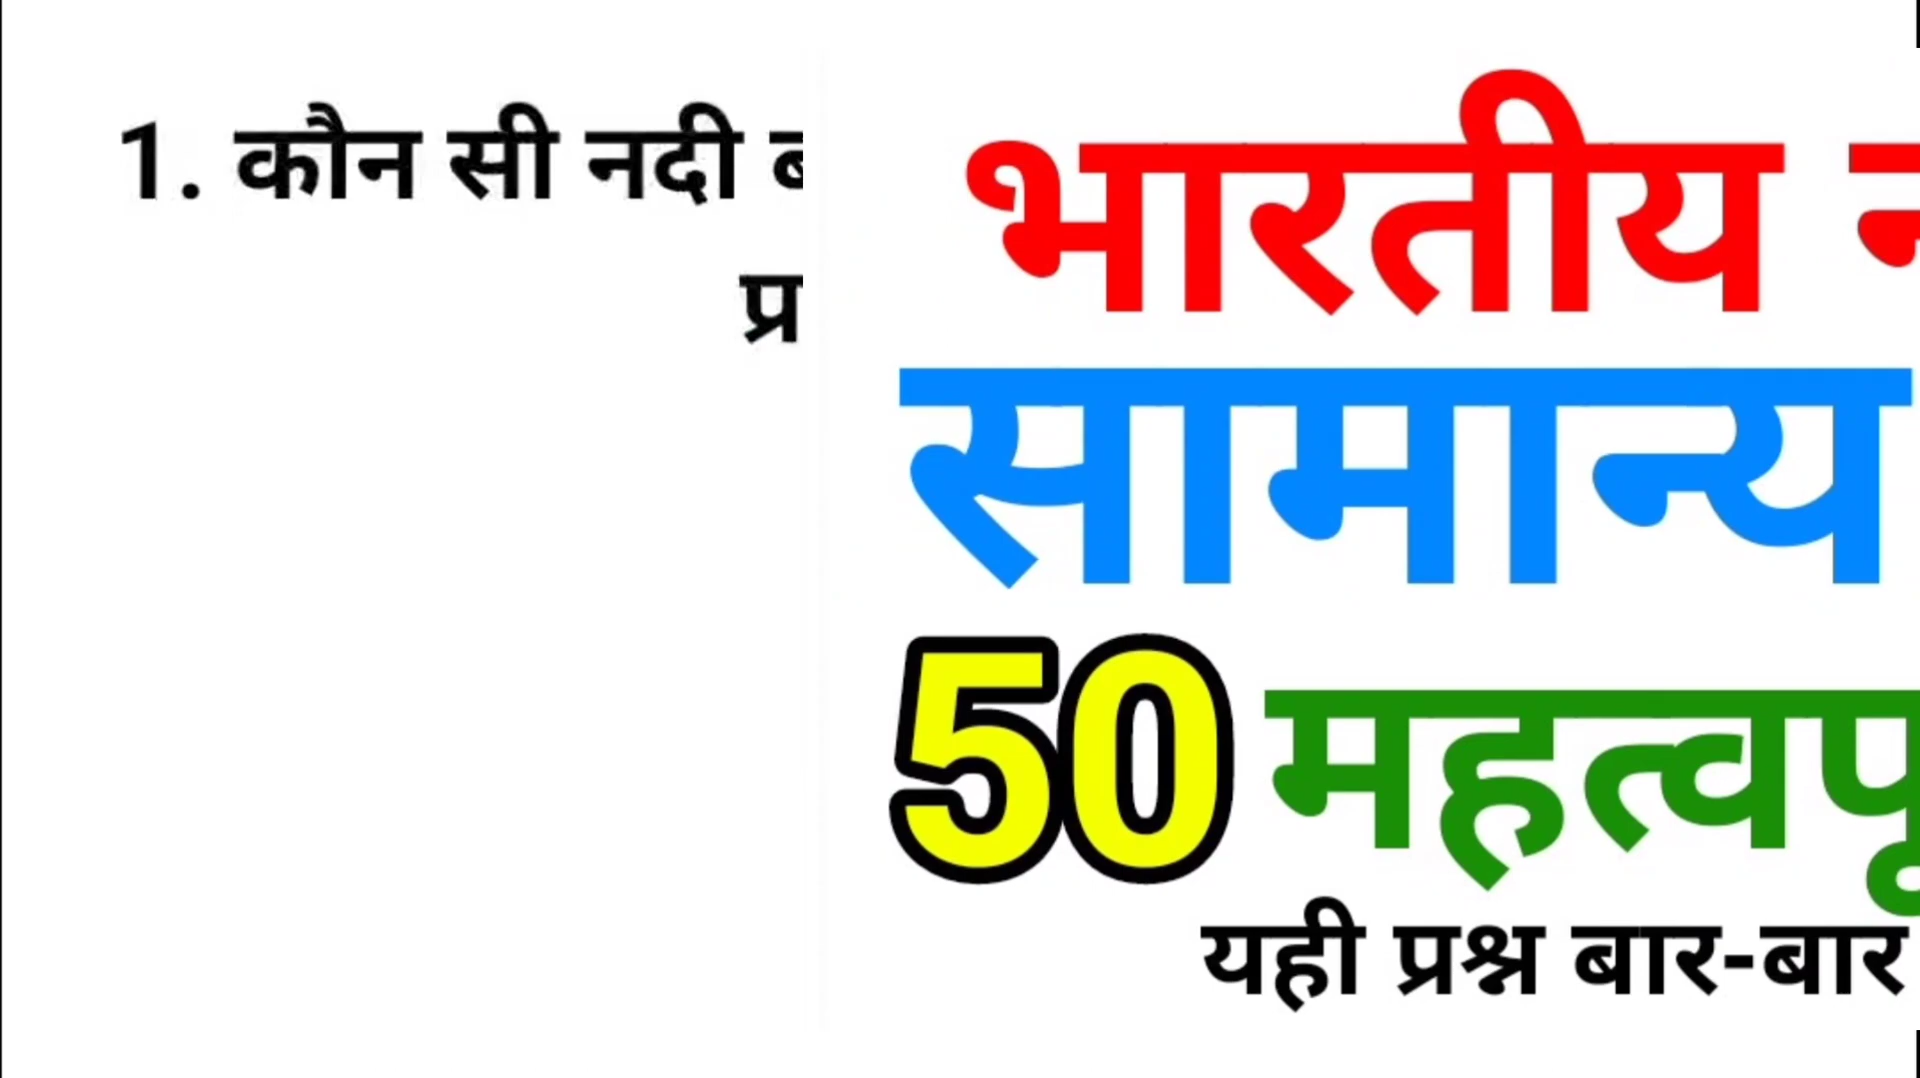 1. कौन सी नदी
भारतीय
सामान्य
50
यही प्रश्न बार-बार